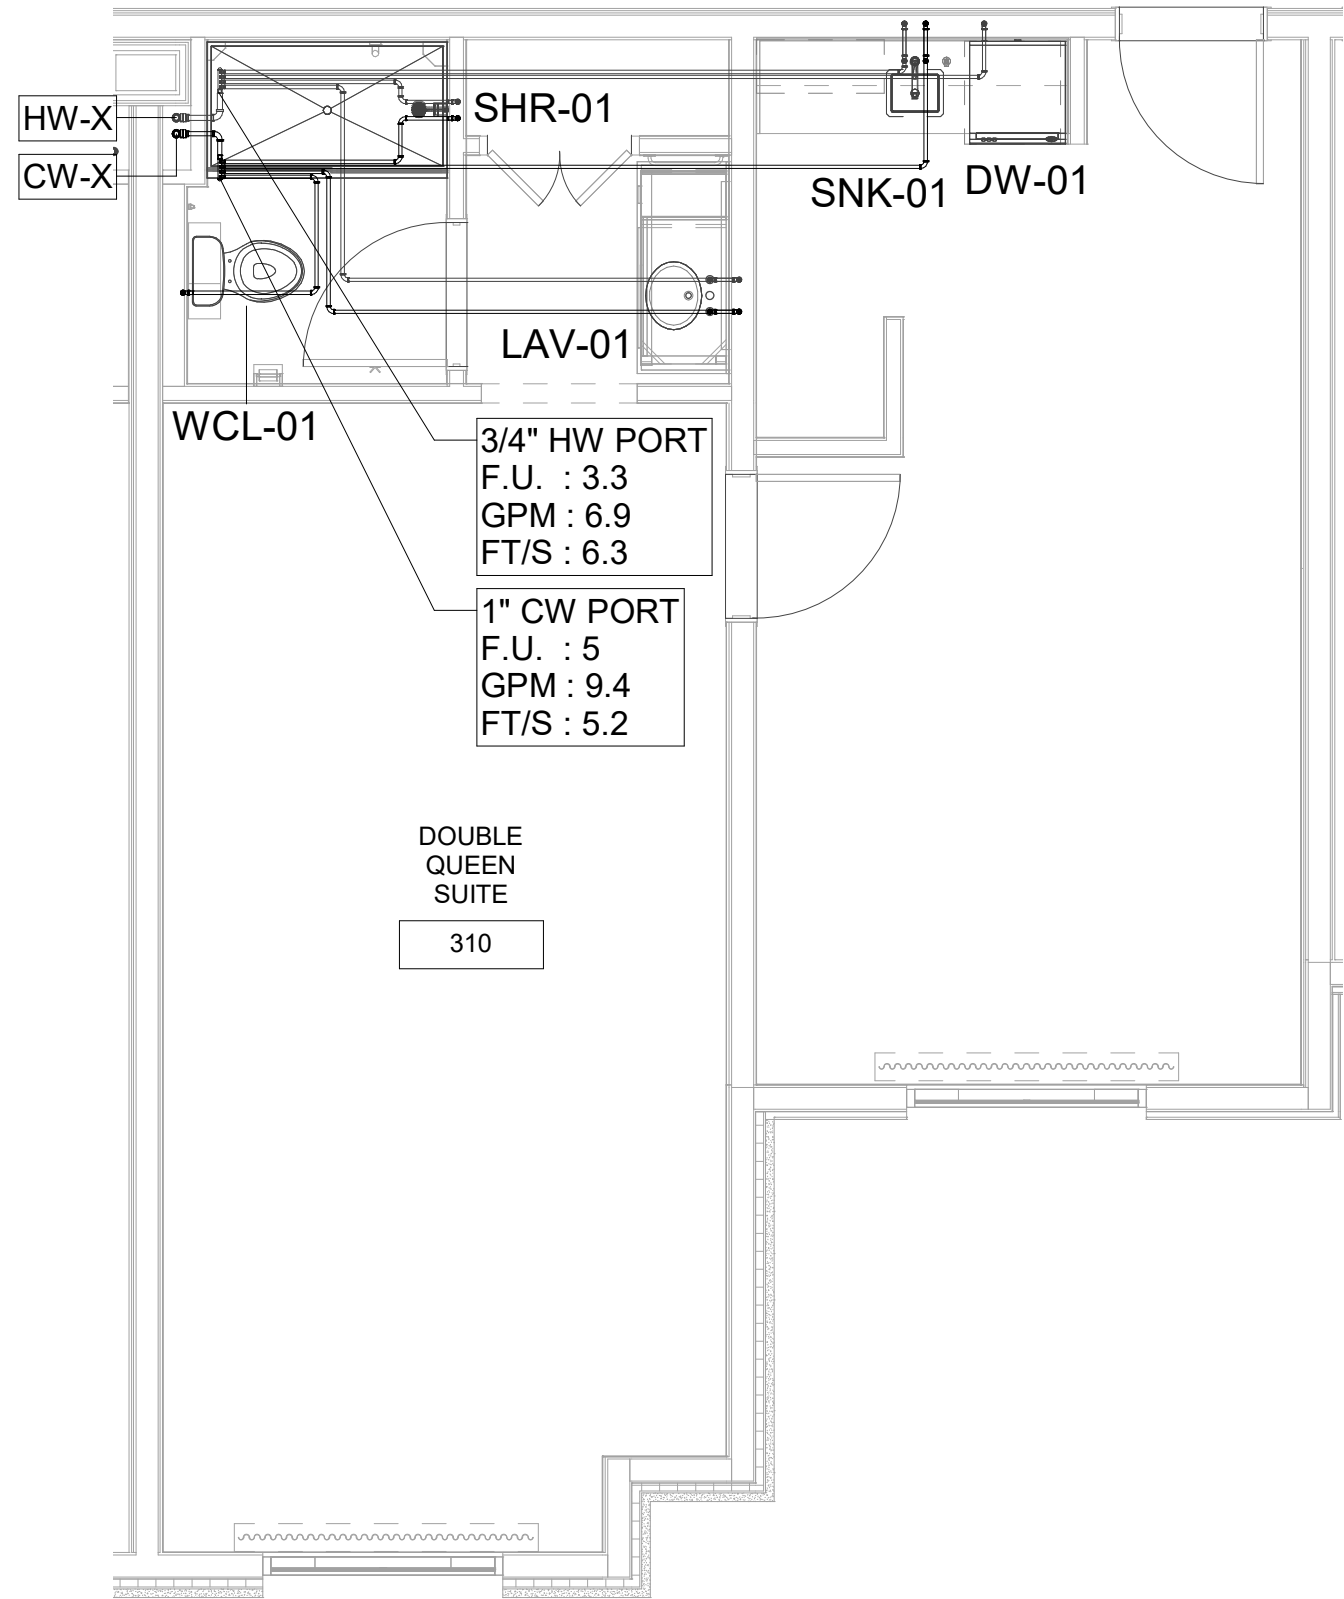 HW-X
CW-X
SHR-01
SNK-01
DW-01
LAV-01
WCL-01
3/4" HW PORT
F.U. : 3.3
GPM : 6.9
FT/S : 6.3
1" CW PORT
F.U. : 5
GPM : 9.4
FT/S : 5.2
DOUBLE
QUEEN
SUITE
310